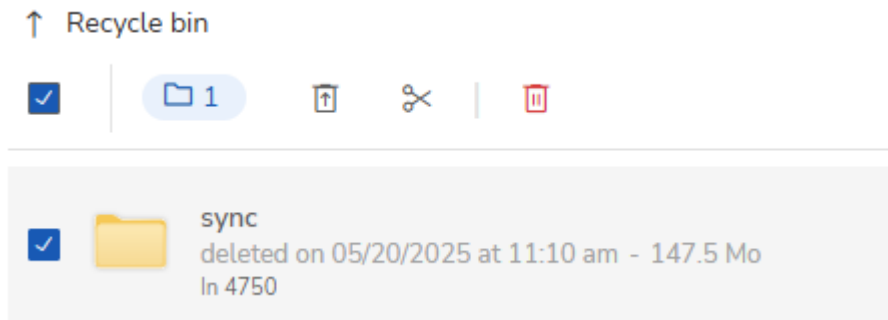 ↑ Recycle bin
1
sync
deleted on 05/20/2025 at 11:10 am - 147.5 Mo
In 4750